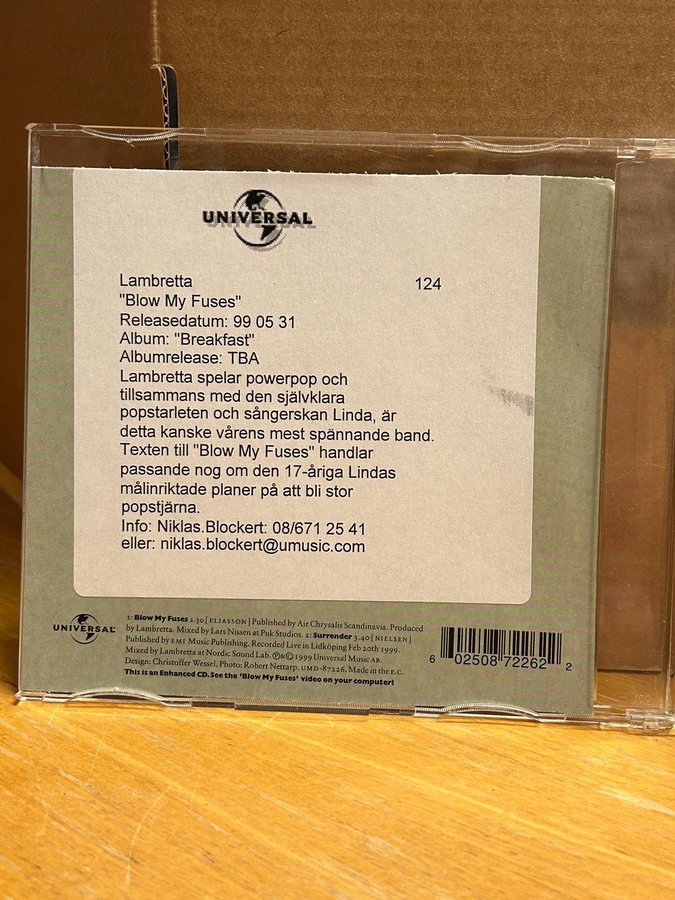 UNIVERSAL
Lambretta 124
"Blow My Fuses"
Releasedatum: 99 05 31
Album: "Breakfast"
Albumrelease: TBA
Lambretta spelar powerpop och
tillsammans med den självklara
popstarleten och sångerskan Linda, är
detta kanske vårens mest spännande band.
Texten till "Blow My Fuses" handlar
passande nog om den 17-åriga Lindas
målinriktade planer på att bli stor
popstjärna.
Info: Niklas.Blockert: 08/671 25 41
eller: niklas.blockert@umusic.com
UNIVERSAL
1: Blow My Fuses 2.50 [ELIASSON] Published by Air Chrysalis Scandinavia. Produced
by Lambretta. Mixed by Lars Nissen at Puk Studios. 2: Surrender 3.40 [NIELSEN]
Published by EMI Music Publishing. Recorded Live in Lidköping Feb 20th 1999.
Mixed by Lambretta at Nordic Sound Lab. ℗&© 1999 Universal Music AB.
Design: Christoffer Wessel. Photo: Robert Nettarp. UMD-87226. Made in the E.C.
This is an Enhanced CD. See the 'Blow My Fuses' video on your computer!
6 02508 72262 2